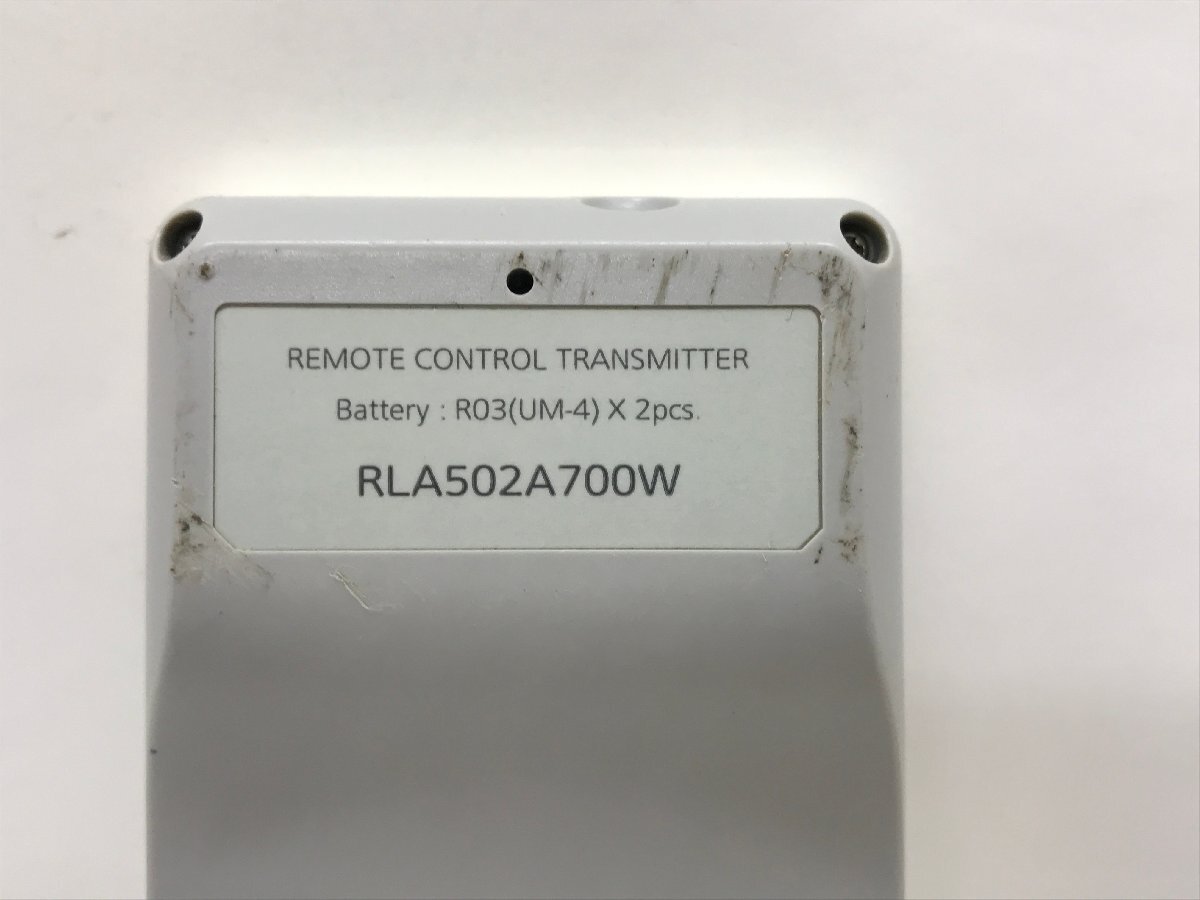 REMOTE CONTROL TRANSMITTER
Battery : R03(UM-4) X 2pcs.
RLA502A700W